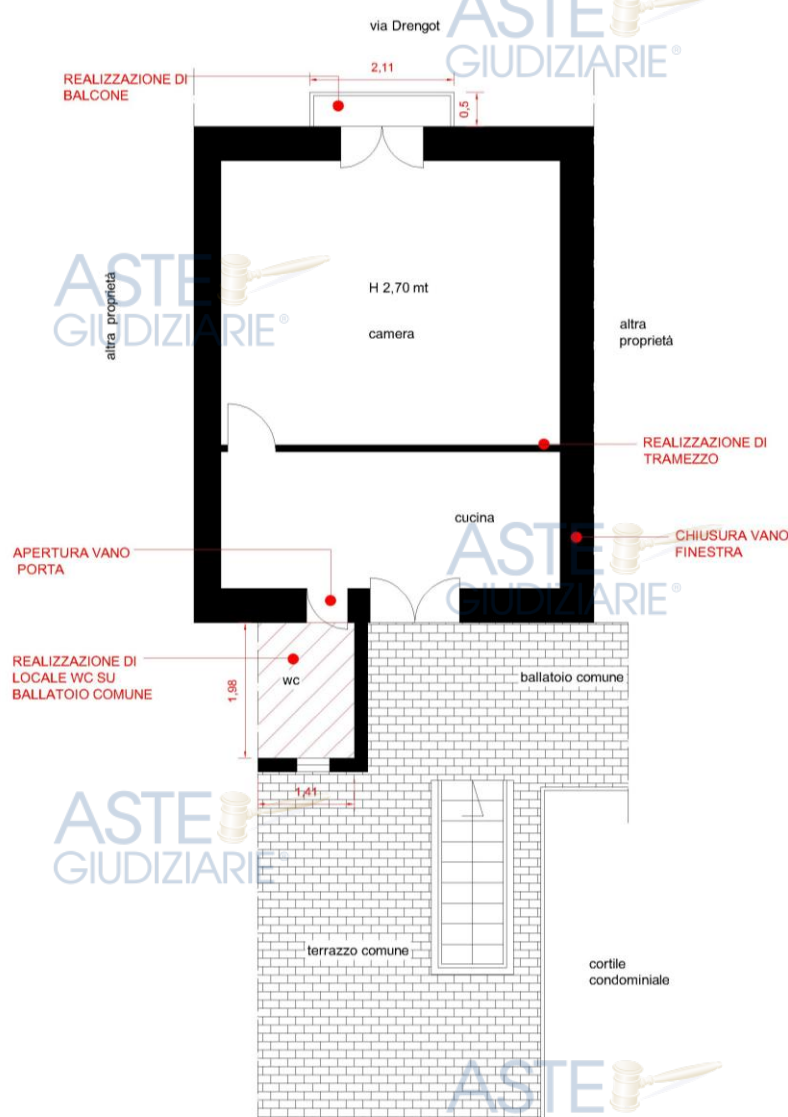 via Drengot
ASTE
GIUDIZIARIE®
REALIZZAZIONE DI
BALCONE
2,11
0,5
ASTE
GIUDIZIARIE®
altra proprietà
H 2,70 mt
camera
altra
proprietà
REALIZZAZIONE DI
TRAMEZZO
cucina
ASTE
GIUDIZIARIE®
CHIUSURA VANO
FINESTRA
APERTURA VANO
PORTA
REALIZZAZIONE DI
LOCALE WC SU
BALLATOIO COMUNE
wc
1,98
ballatoio comune
1,41
ASTE
GIUDIZIARIE®
terrazzo comune
cortile
condominiale
ASTE